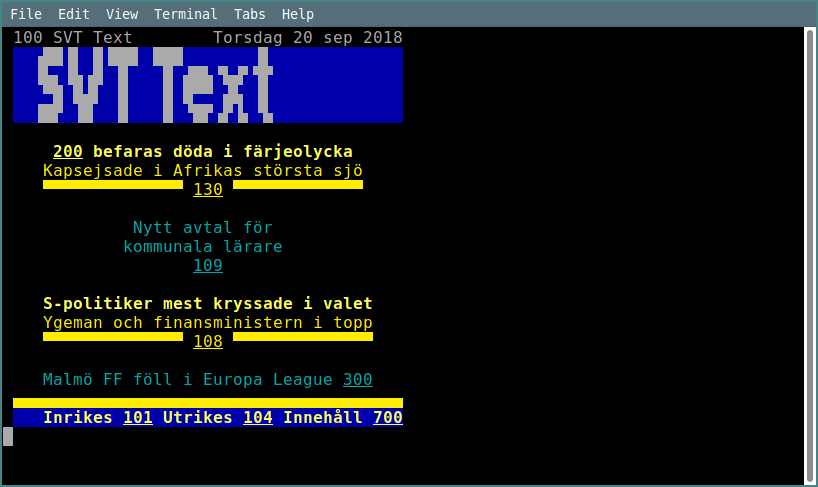 File Edit View Terminal Tabs Help
100 SVT Text Torsdag 20 sep 2018
SVT Text
200 befaras döda i färjeolycka
Kapsejsade i Afrikas största sjö
130
Nytt avtal för
kommunala lärare
109
S-politiker mest kryssade i valet
Ygeman och finansministern i topp
108
Malmö FF föll i Europa League 300
Inrikes 101 Utrikes 104 Innehåll 700